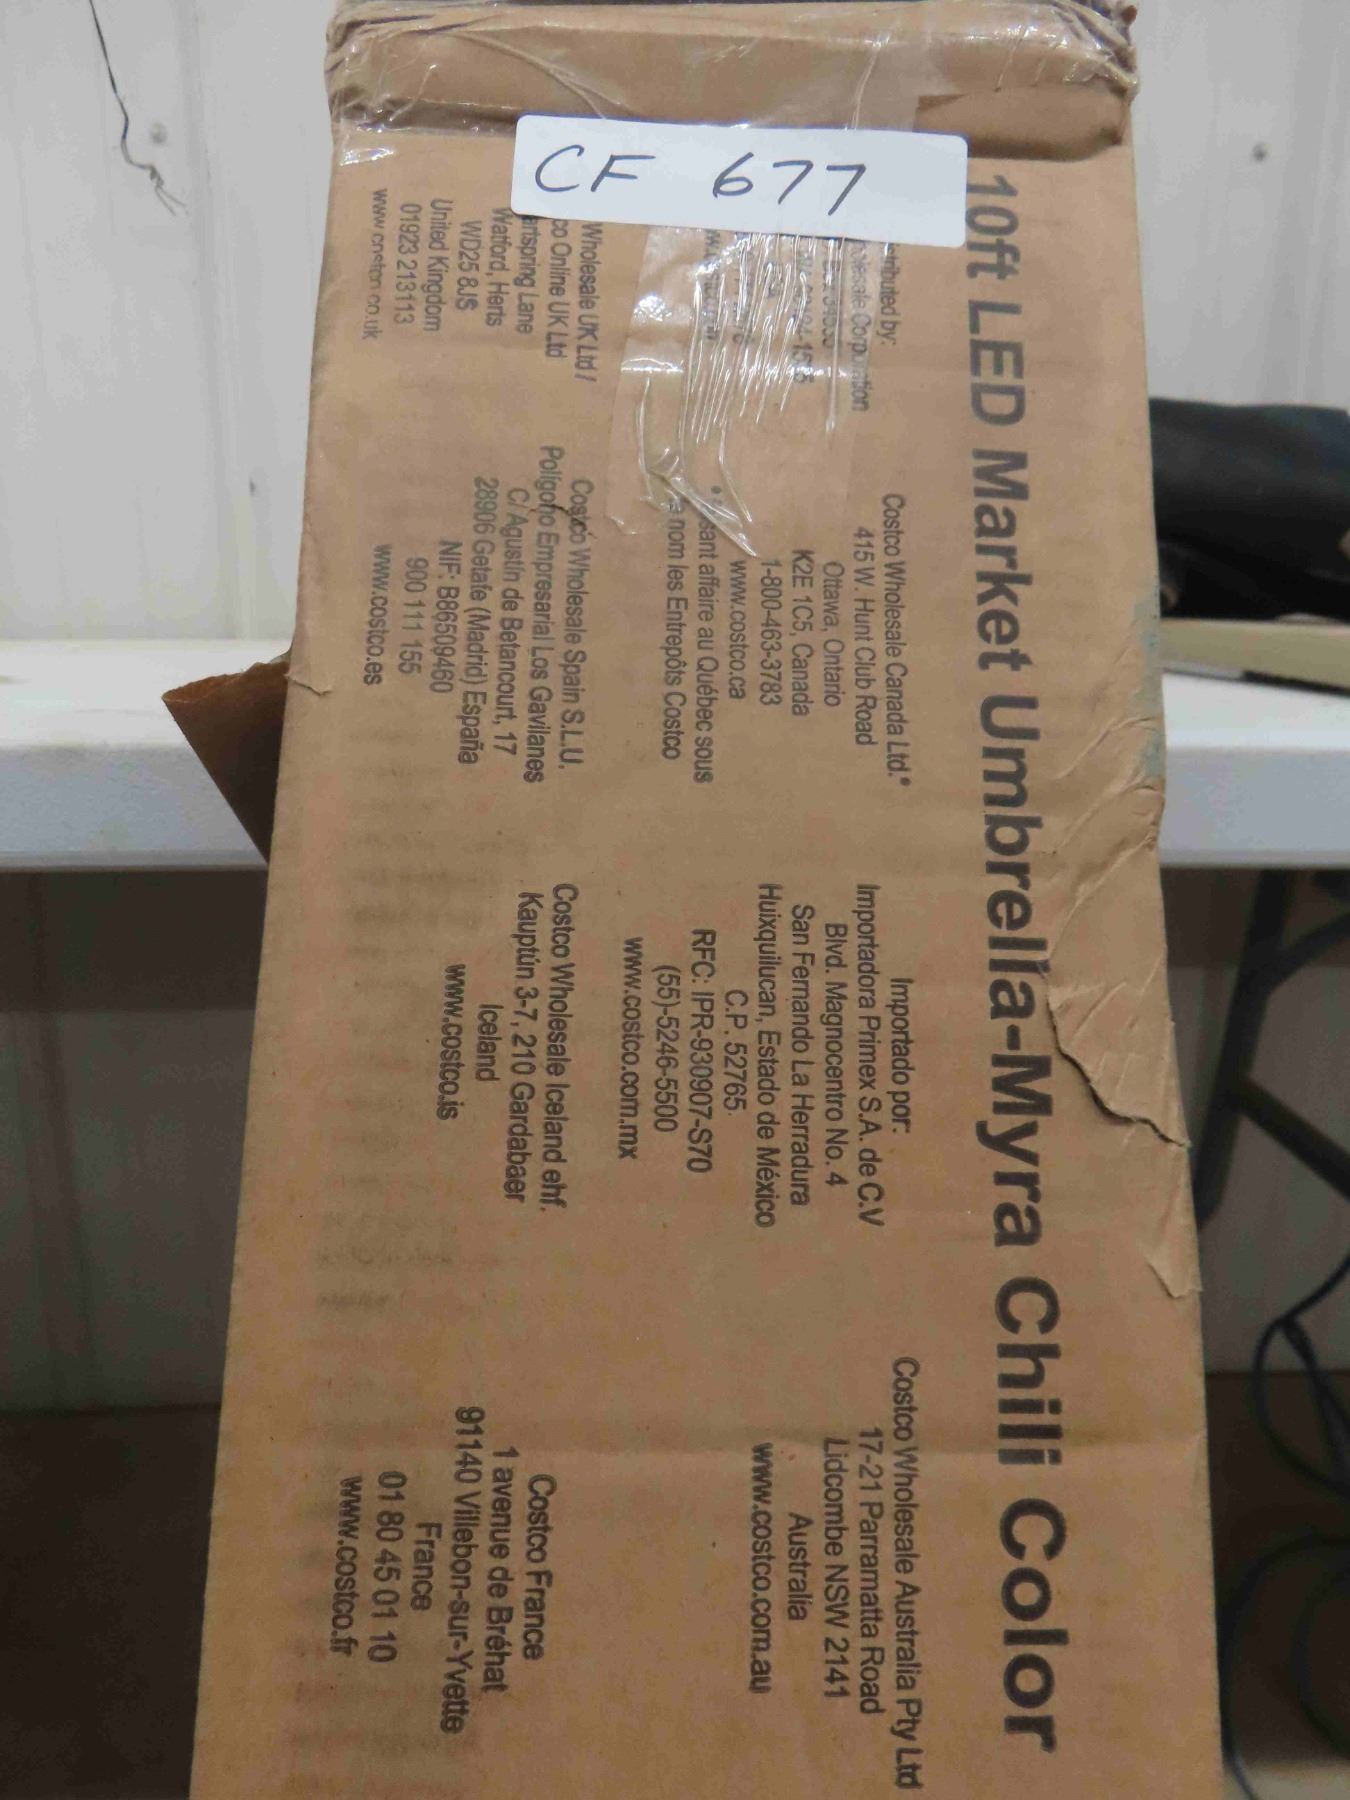 CF 677
10ft LED Market Umbrella-Myra Chili Color
by:
Corporation
Costco Wholesale Canada Ltd.*
415 W. Hunt Club Road
Ottawa, Ontario
K2E 1C5, Canada
1-800-463-3783
www.costco.ca
affaire au Québec sous
nom les Entrepôts Costco
Importado por:
Importadora Primex S.A. de C.V
Blvd. Magnocentro No. 4
San Fernando La Herradura
Huixquilucan, Estado de México
C.P. 52765
RFC: IPR-930907-S70
(55)-5246-5500
www.costco.com.mx
Costco Wholesale Australia Pty Ltd
17-21 Parramatta Road
Lidcombe NSW 2141
Australia
www.costco.com.au
Wholesale UK Ltd /
Online UK Ltd
Lane
Watford, Herts
WD25 8JS
United Kingdom
01923 213113
www.costco.co.uk
Costco Wholesale Spain S.L.U.
Polígono Empresarial Los Gavilanes
C/ Agustín de Betancourt, 17
28906 Getafe (Madrid) España
NIF: B86509460
900 111 155
www.costco.es
Costco Wholesale Iceland ehf.
Kauptún 3-7, 210 Gardabaer
Iceland
www.costco.is
Costco France
1 avenue de Bréhat
91140 Villebon-sur-Yvette
France
01 80 45 01 10
www.costco.fr